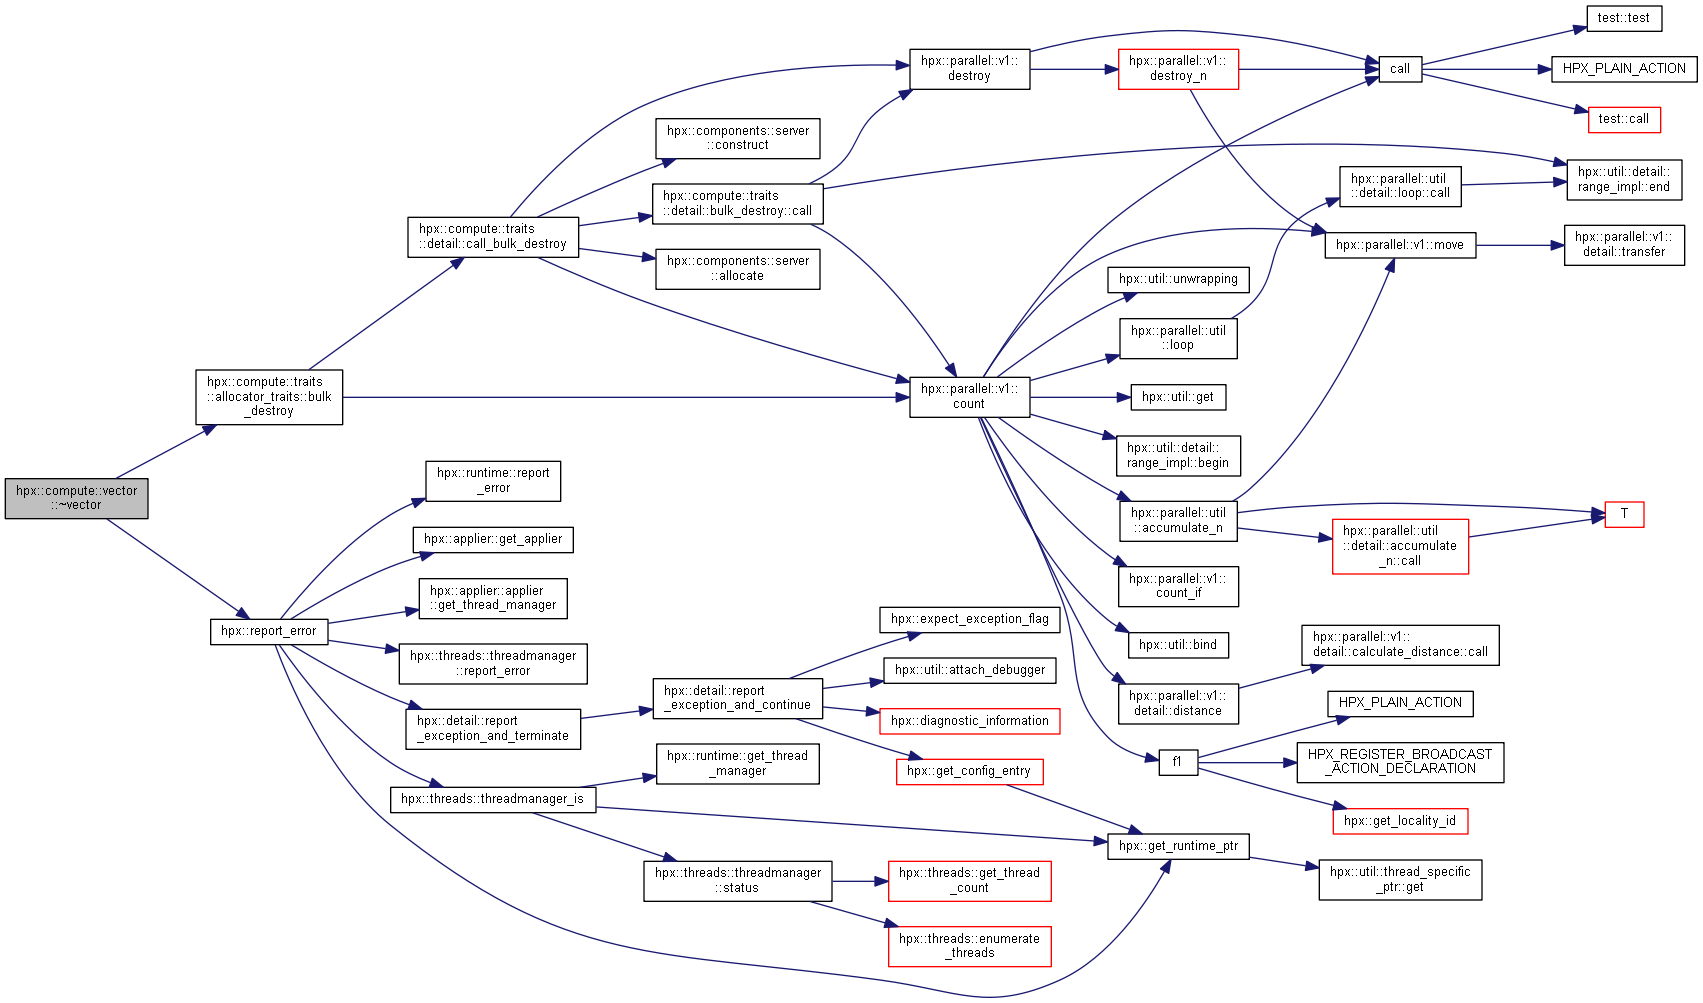 hpx::compute::vector
::~vector
hpx::compute::traits
::allocator_traits::bulk
_destroy
hpx::report_error
hpx::compute::traits
::detail::call_bulk_destroy
hpx::runtime::report
_error
hpx::applier::get_applier
hpx::applier::applier
::get_thread_manager
hpx::threads::threadmanager
::report_error
hpx::detail::report
_exception_and_terminate
hpx::threads::threadmanager_is
hpx::components::server
::construct
hpx::compute::traits
::detail::bulk_destroy::call
hpx::components::server
::allocate
hpx::detail::report
_exception_and_continue
hpx::runtime::get_thread
_manager
hpx::threads::threadmanager
::status
hpx::parallel::v1::
destroy
hpx::parallel::v1::
count
hpx::expect_exception_flag
hpx::util::attach_debugger
hpx::diagnostic_information
hpx::get_config_entry
hpx::threads::get_thread
_count
hpx::threads::enumerate
_threads
hpx::parallel::v1::
destroy_n
hpx::util::unwrapping
hpx::parallel::util
::loop
hpx::util::get
hpx::util::detail::
range_impl::begin
hpx::parallel::util
::accumulate_n
hpx::parallel::v1::
count_if
hpx::util::bind
hpx::parallel::v1::
detail::distance
f1
hpx::get_runtime_ptr
call
hpx::parallel::util
::detail::loop::call
hpx::parallel::v1::move
hpx::parallel::util
::detail::accumulate
_n::call
hpx::parallel::v1::
detail::calculate_distance::call
HPX_PLAIN_ACTION
HPX_REGISTER_BROADCAST
_ACTION_DECLARATION
hpx::get_locality_id
hpx::util::thread_specific
_ptr::get
test::test
HPX_PLAIN_ACTION
test::call
hpx::util::detail::
range_impl::end
hpx::parallel::v1::
detail::transfer
T